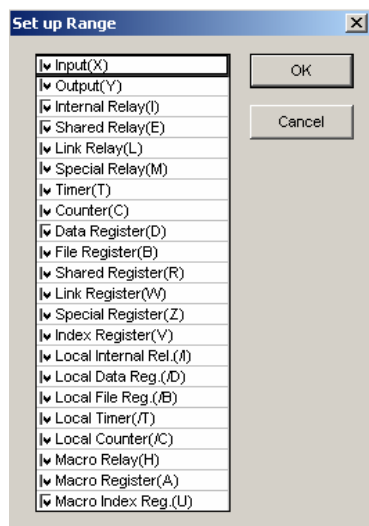 Set up Range
Input(X)
Output(Y)
Internal Relay(I)
Shared Relay(E)
Link Relay(L)
Special Relay(M)
Timer(T)
Counter(C)
Data Register(D)
File Register(B)
Shared Register(R)
Link Register(W)
Special Register(Z)
Index Register(V)
Local Internal Rel.(/I)
Local Data Reg.(/D)
Local File Reg.(/B)
Local Timer(/T)
Local Counter(/C)
Macro Relay(H)
Macro Register(A)
Macro Index Reg.(U)
OK
Cancel